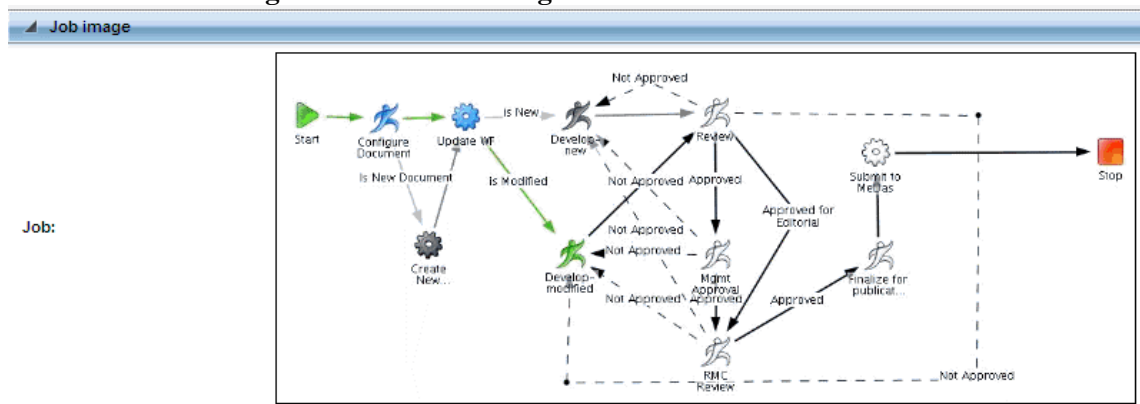 Job image
Job:
Not Approved
Start
Configure
Document
Update WF
Is New
Develop-
new
Review
Is New Document
Is Modified
Not Approved
Approved
Submit to
Medas
Stop
Approved for
Editorial
Not Approved
Create
New...
Develop-
modified
Not Approved
Mgmt
Approval
Finalize for
publicat...
Not Approved
Approved
Approved
RMC
Review
Not Approved